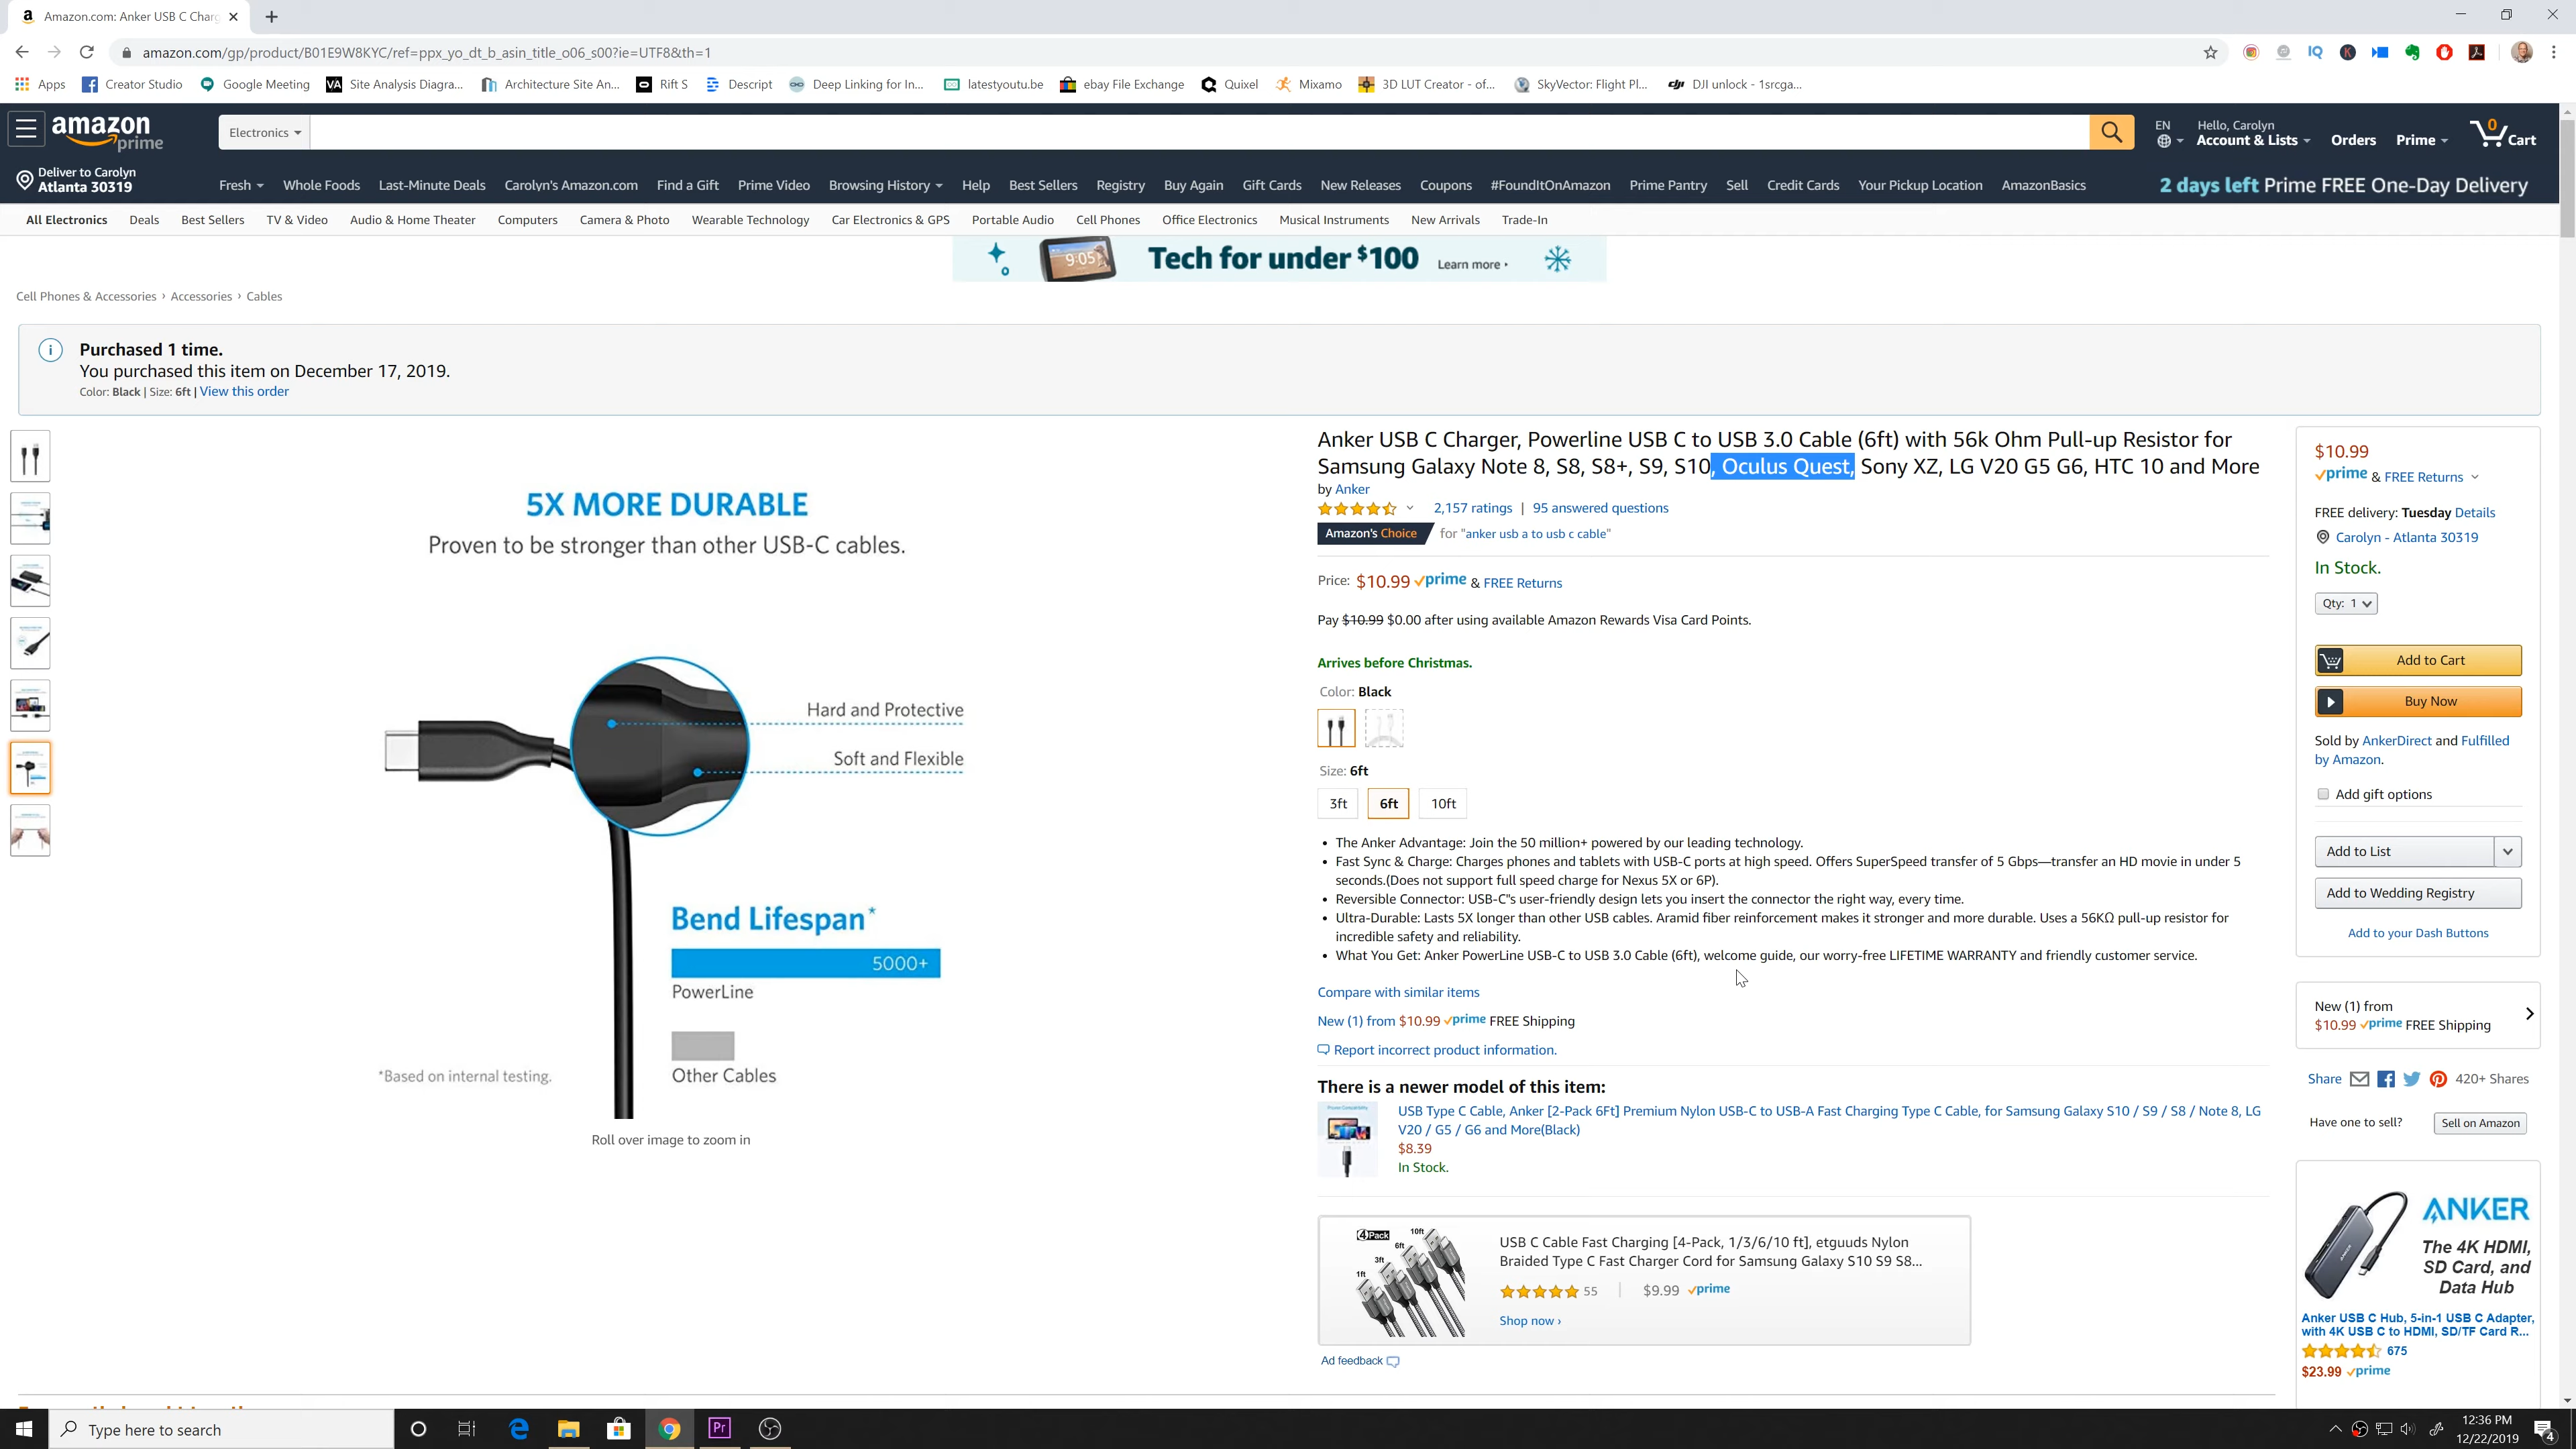 Amazon.com: Anker USB C Charg
amazon.com/gp/product/B01E9W8KYC/ref=ppx_yo_dt_b_asin_title_o06_s00?ie=UTF8&th=1
Apps Creator Studio Google Meeting Site Analysis Diagra... Architecture Site An... Rift S Descript Deep Linking for In... latestyoutu.be ebay File Exchange Quixel Mixamo 3D LUT Creator - of... SkyVector: Flight Pl... DJI unlock - 1srcga...
amazon prime
Electronics
EN
Hello, Carolyn
Account & Lists Orders Prime 0 Cart
Deliver to Carolyn
Atlanta 30319
Fresh Whole Foods Last-Minute Deals Carolyn's Amazon.com Find a Gift Prime Video Browsing History Help Best Sellers Registry Buy Again Gift Cards New Releases Coupons #FoundItOnAmazon Prime Pantry Sell Credit Cards Your Pickup Location AmazonBasics
2 days left Prime FREE One-Day Delivery
All Electronics Deals Best Sellers TV & Video Audio & Home Theater Computers Camera & Photo Wearable Technology Car Electronics & GPS Portable Audio Cell Phones Office Electronics Musical Instruments New Arrivals Trade-In
9:05
Tech for under $100 Learn more ›
Cell Phones & Accessories › Accessories › Cables
Purchased 1 time.
You purchased this item on December 17, 2019.
Color: Black | Size: 6ft | View this order
5X MORE DURABLE
Proven to be stronger than other USB-C cables.
Hard and Protective
Soft and Flexible
Bend Lifespan*
5000+
PowerLine
Other Cables
*Based on internal testing.
Roll over image to zoom in
Anker USB C Charger, Powerline USB C to USB 3.0 Cable (6ft) with 56k Ohm Pull-up Resistor for
Samsung Galaxy Note 8, S8, S8+, S9, S10, Oculus Quest, Sony XZ, LG V20 G5 G6, HTC 10 and More
by Anker
2,157 ratings | 95 answered questions
Amazon's Choice for "anker usb a to usb c cable"
Price: $10.99 prime & FREE Returns
Pay $10.99 $0.00 after using available Amazon Rewards Visa Card Points.
Arrives before Christmas.
Color: Black
Size: 6ft
3ft 6ft 10ft
• The Anker Advantage: Join the 50 million+ powered by our leading technology.
• Fast Sync & Charge: Charges phones and tablets with USB-C ports at high speed. Offers SuperSpeed transfer of 5 Gbps—transfer an HD movie in under 5
seconds.(Does not support full speed charge for Nexus 5X or 6P).
• Reversible Connector: USB-C"s user-friendly design lets you insert the connector the right way, every time.
• Ultra-Durable: Lasts 5X longer than other USB cables. Aramid fiber reinforcement makes it stronger and more durable. Uses a 56KΩ pull-up resistor for
incredible safety and reliability.
• What You Get: Anker PowerLine USB-C to USB 3.0 Cable (6ft), welcome guide, our worry-free LIFETIME WARRANTY and friendly customer service.
Compare with similar items
New (1) from $10.99 prime FREE Shipping
Report incorrect product information.
There is a newer model of this item:
USB Type C Cable, Anker [2-Pack 6Ft] Premium Nylon USB-C to USB-A Fast Charging Type C Cable, for Samsung Galaxy S10 / S9 / S8 / Note 8, LG
V20 / G5 / G6 and More(Black)
$8.39
In Stock.
4Pack
10ft
6ft
3ft
1ft
USB C Cable Fast Charging [4-Pack, 1/3/6/10 ft], etguuds Nylon
Braided Type C Fast Charger Cord for Samsung Galaxy S10 S9 S8...
55 | $9.99 prime
Shop now ›
Ad feedback
$10.99
prime & FREE Returns
FREE delivery: Tuesday Details
Carolyn - Atlanta 30319
In Stock.
Qty: 1
Add to Cart
Buy Now
Sold by AnkerDirect and Fulfilled
by Amazon.
Add gift options
Add to List
Add to Wedding Registry
Add to your Dash Buttons
New (1) from
$10.99 prime FREE Shipping
Share 420+ Shares
Have one to sell? Sell on Amazon
ANKER
The 4K HDMI,
SD Card, and
Data Hub
Anker USB C Hub, 5-in-1 USB C Adapter,
with 4K USB C to HDMI, SD/TF Card R...
675
$23.99 prime
Type here to search
Pr
12:36 PM
12/22/2019
4